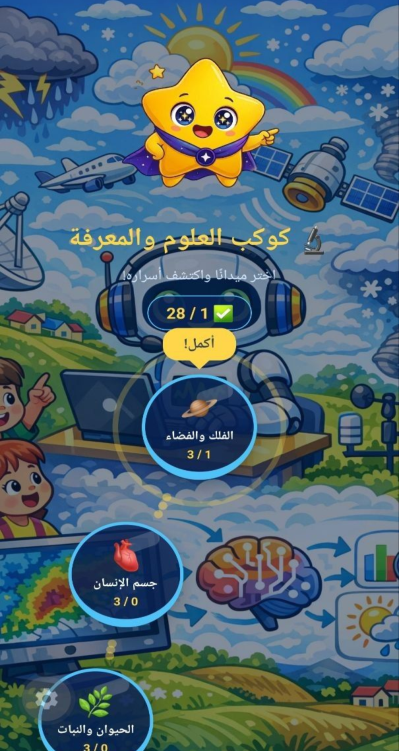 كوكب العلوم والمعرفة
اختر ميدانًا واكتشف أسراره!
28 / 1
أكمل!
الفلك والفضاء
3 / 1
جسم الإنسان
3 / 0
الحيوان والنبات
3 / 0